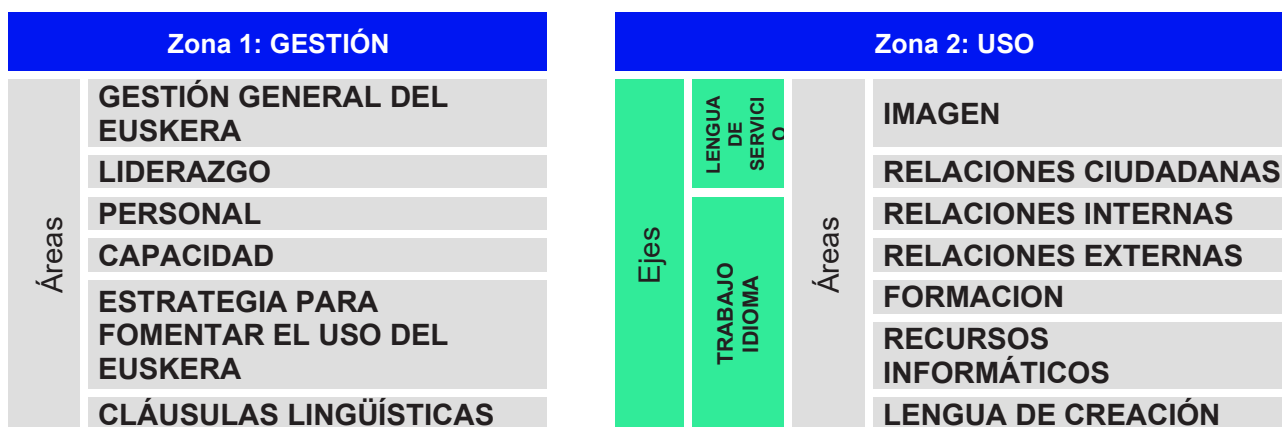 Zona 1: GESTIÓN
Áreas
GESTIÓN GENERAL DEL
EUSKERA
LIDERAZGO
PERSONAL
CAPACIDAD
ESTRATEGIA PARA
FOMENTAR EL USO DEL
EUSKERA
CLÁUSULAS LINGÜÍSTICAS
Zona 2: USO
Ejes
LENGUA
DE
SERVICI
O
TRABAJO
IDIOMA
Áreas
IMAGEN
RELACIONES CIUDADANAS
RELACIONES INTERNAS
RELACIONES EXTERNAS
FORMACION
RECURSOS
INFORMÁTICOS
LENGUA DE CREACIÓN